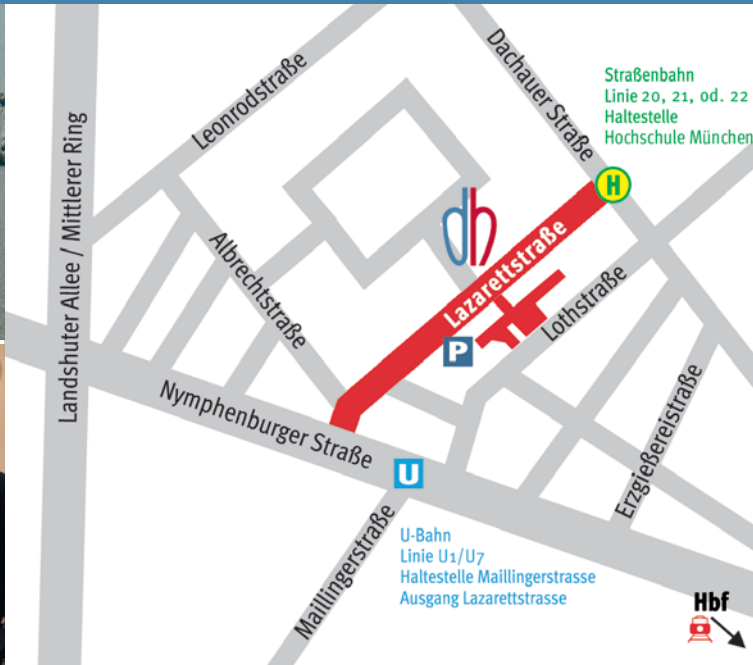 Leonrodstraße
Dachauer Straße
Straßenbahn
Linie 20, 21, od. 22
Haltestelle
Hochschule München
H
Landshuter Allee / Mittlerer Ring
Albrechtstraße
dh
Lazarettstraße
Lothstraße
P
Nymphenburger Straße
Erzgießereistraße
U
Maillingerstraße
U-Bahn
Linie U1/U7
Haltestelle Maillingerstrasse
Ausgang Lazarettstrasse
Hbf